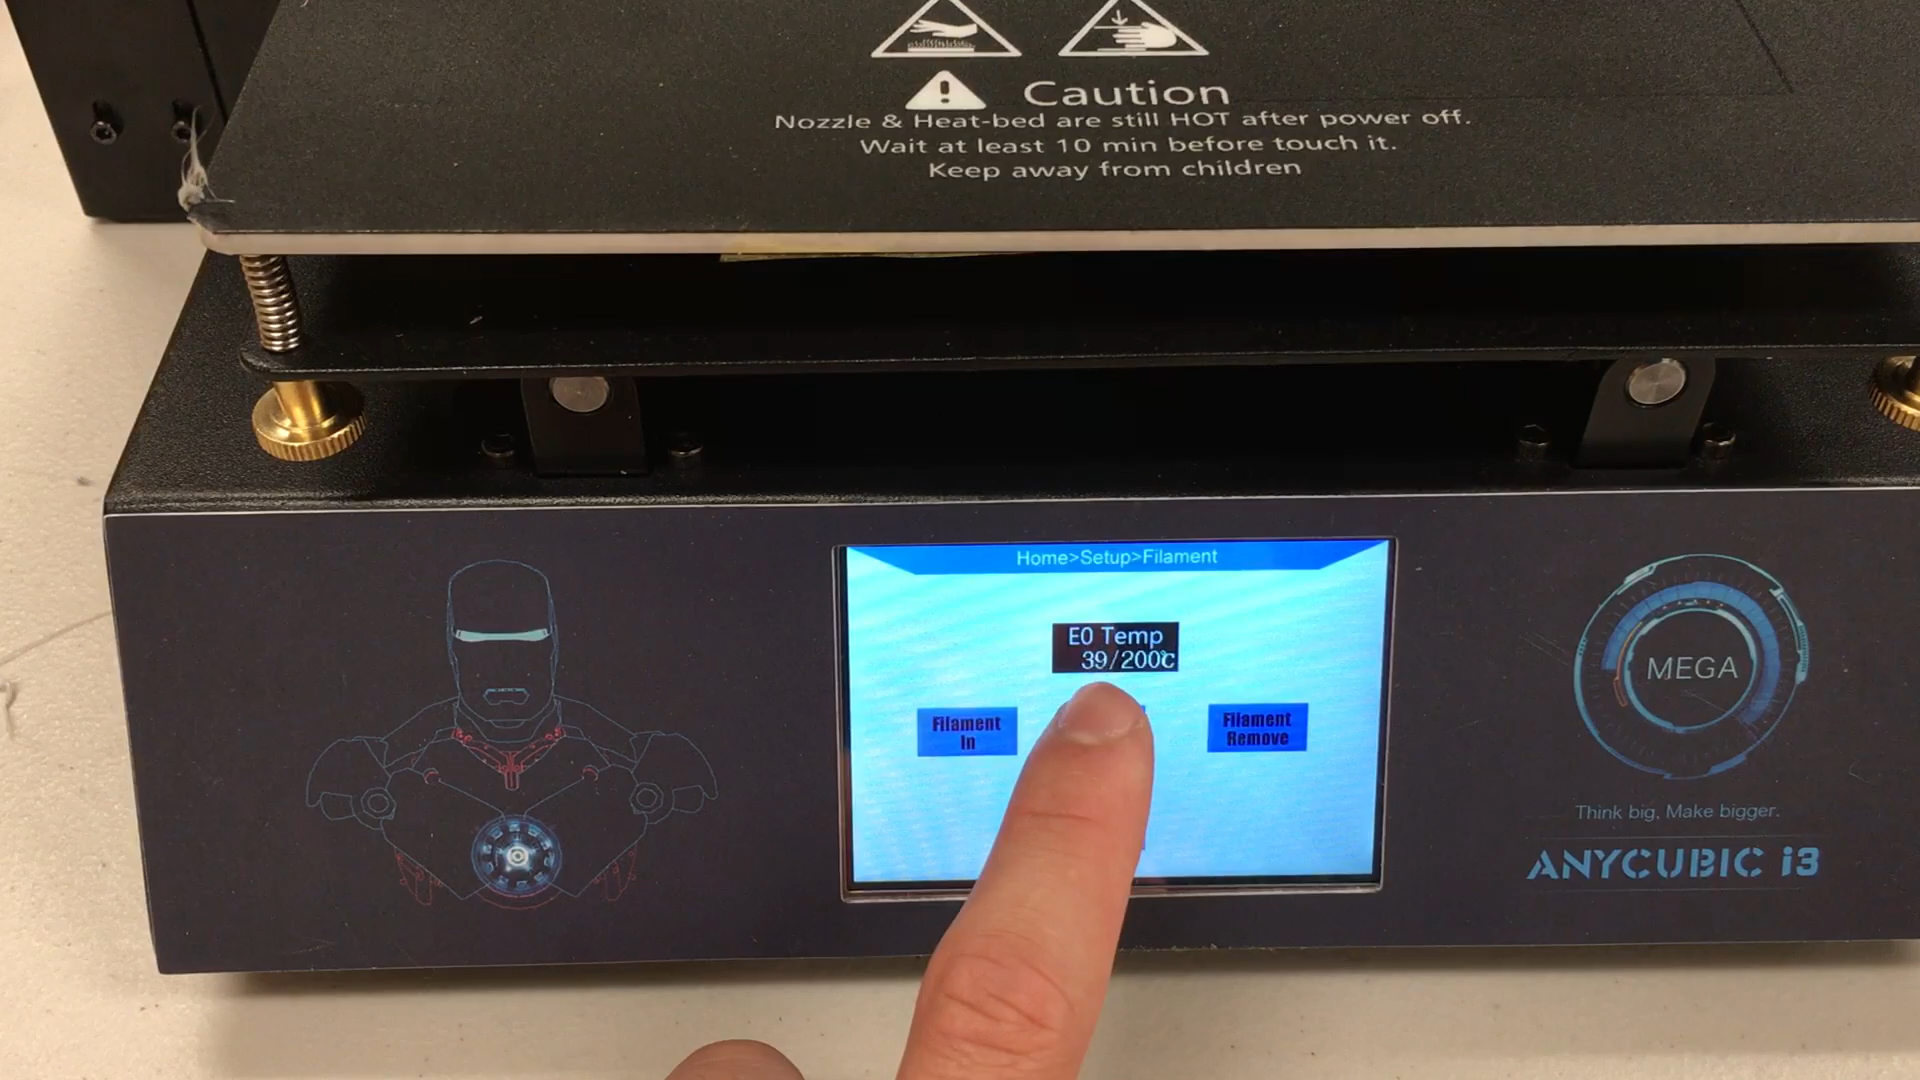 Caution
Nozzle & Heat-bed are still HOT after power off.
Wait at least 10 min before touch it.
Keep away from children
Home>Setup>Filament
E0 Temp
39/200℃
Filament
In
Filament
Remove
MEGA
Think big, Make bigger.
ANYCUBIC i3